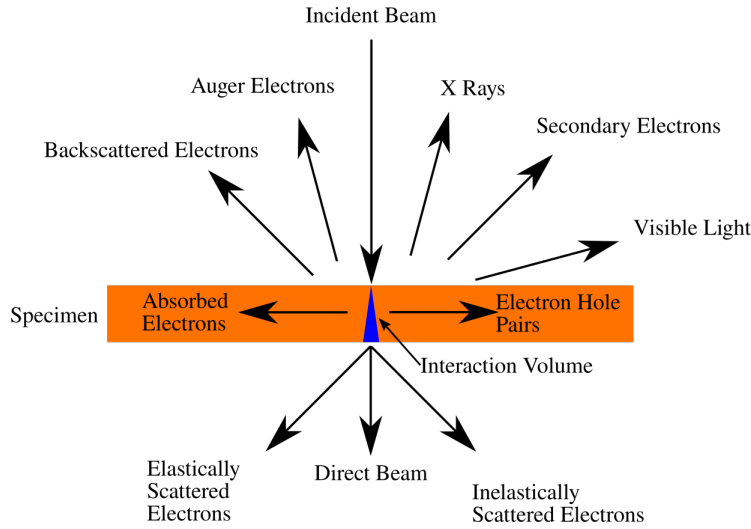 Incident Beam
Auger Electrons
X Rays
Secondary Electrons
Backscattered Electrons
Visible Light
Specimen
Absorbed
Electrons
Electron Hole
Pairs
Interaction Volume
Elastically
Scattered
Electrons
Direct Beam
Inelastically
Scattered Electrons